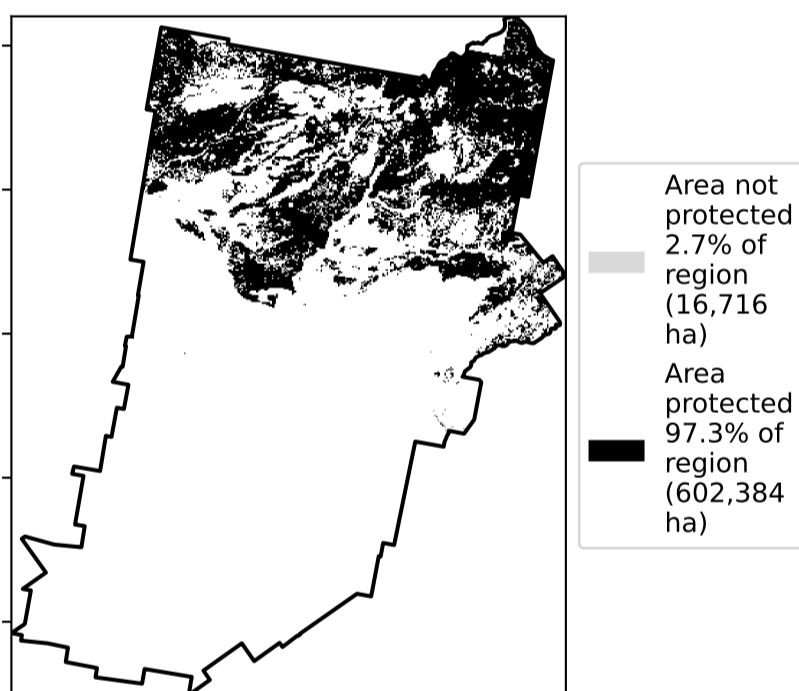 Area not
protected
2.7% of
region
(16,716
ha)
Area
protected
97.3% of
region
(602,384
ha)